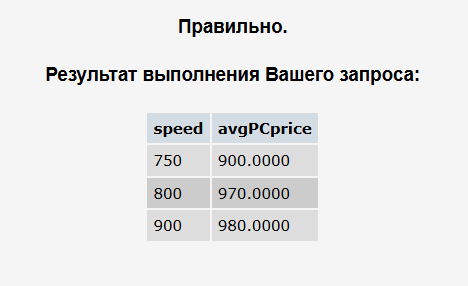 Правильно.
Результат выполнения Вашего запроса:
speed avgPCprice
750 900.0000
800 970.0000
900 980.0000